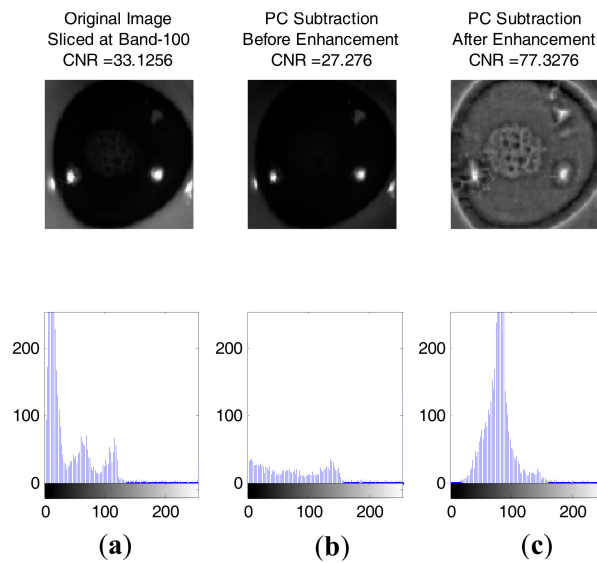 Original Image
Sliced at Band-100
CNR =33.1256
PC Subtraction
Before Enhancement
CNR =27.276
PC Subtraction
After Enhancement
CNR =77.3276
200
100
0
0 100 200
(a)
200
100
0
0 100 200
(b)
200
100
0
0 100 200
(c)